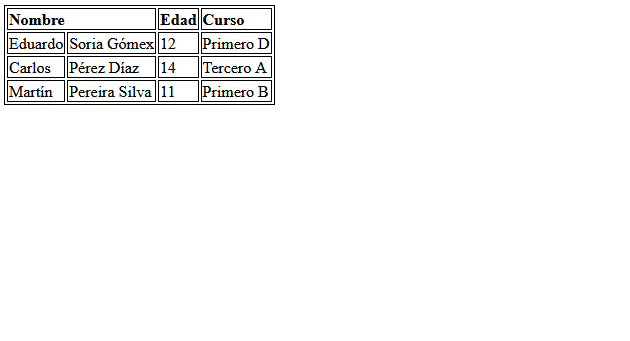 Nombre Edad Curso
Eduardo Soria Gómex 12 Primero D
Carlos Pérez Díaz 14 Tercero A
Martín Pereira Silva 11 Primero B